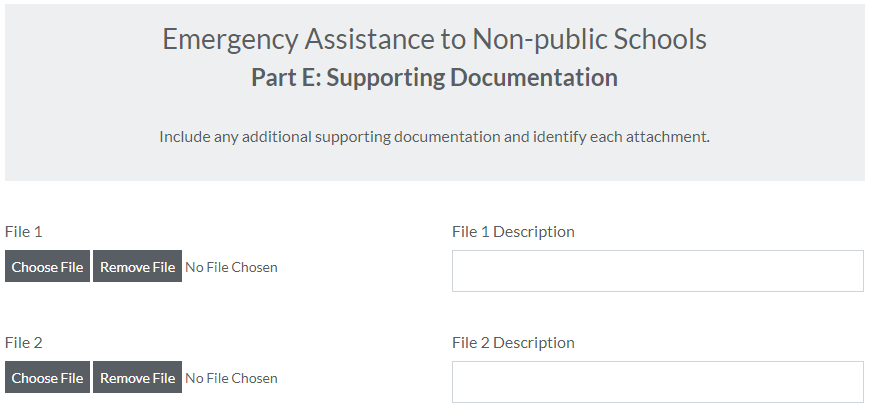 Emergency Assistance to Non-public Schools
Part E: Supporting Documentation
Include any additional supporting documentation and identify each attachment.
File 1
File 1 Description
Choose File Remove File No File Chosen
File 2
File 2 Description
Choose File Remove File No File Chosen